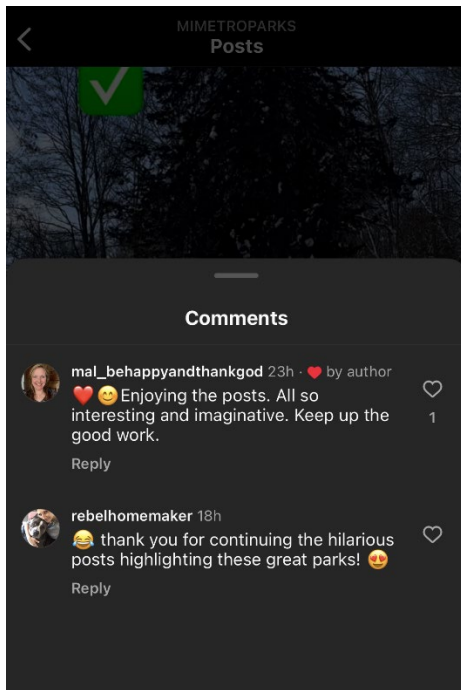 MIMETROPARKS
Posts
Comments
mal_behappyandthankgod 23h · ❤️ by author
❤️😊Enjoying the posts. All so
interesting and imaginative. Keep up the
good work.
1
Reply
rebelhomemaker 18h
😂 thank you for continuing the hilarious
posts highlighting these great parks! 😍
Reply